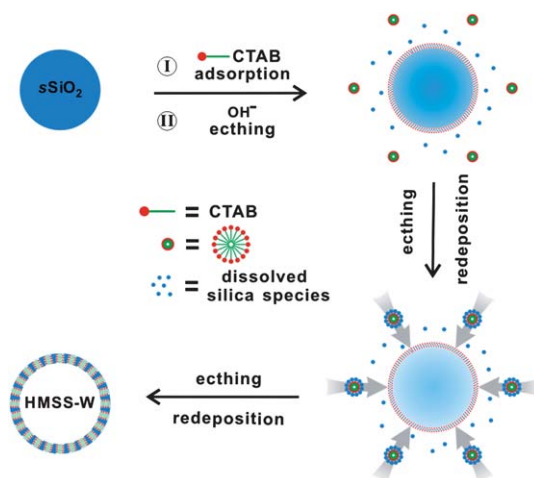 sSiO₂
Ⓘ CTAB
adsorption
Ⅱ OH⁻
ecthing
ecthing
redeposition
= CTAB
=
= dissolved
silica species
HMSS-W
ecthing
redeposition